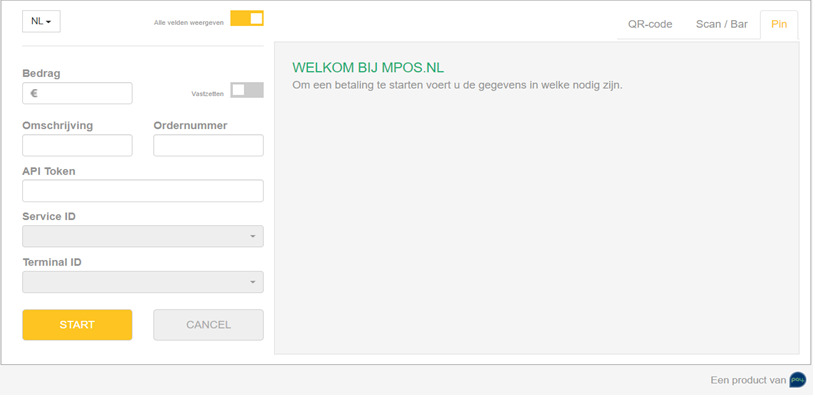 NL
Alle velden weergeven
QR-code
Scan / Bar
Pin
Bedrag
€
Vastzetten
Omschrijving
Ordernummer
API Token
Service ID
Terminal ID
START
CANCEL
WELKOM BIJ MPOS.NL
Om een betaling te starten voert u de gegevens in welke nodig zijn.
Een product van